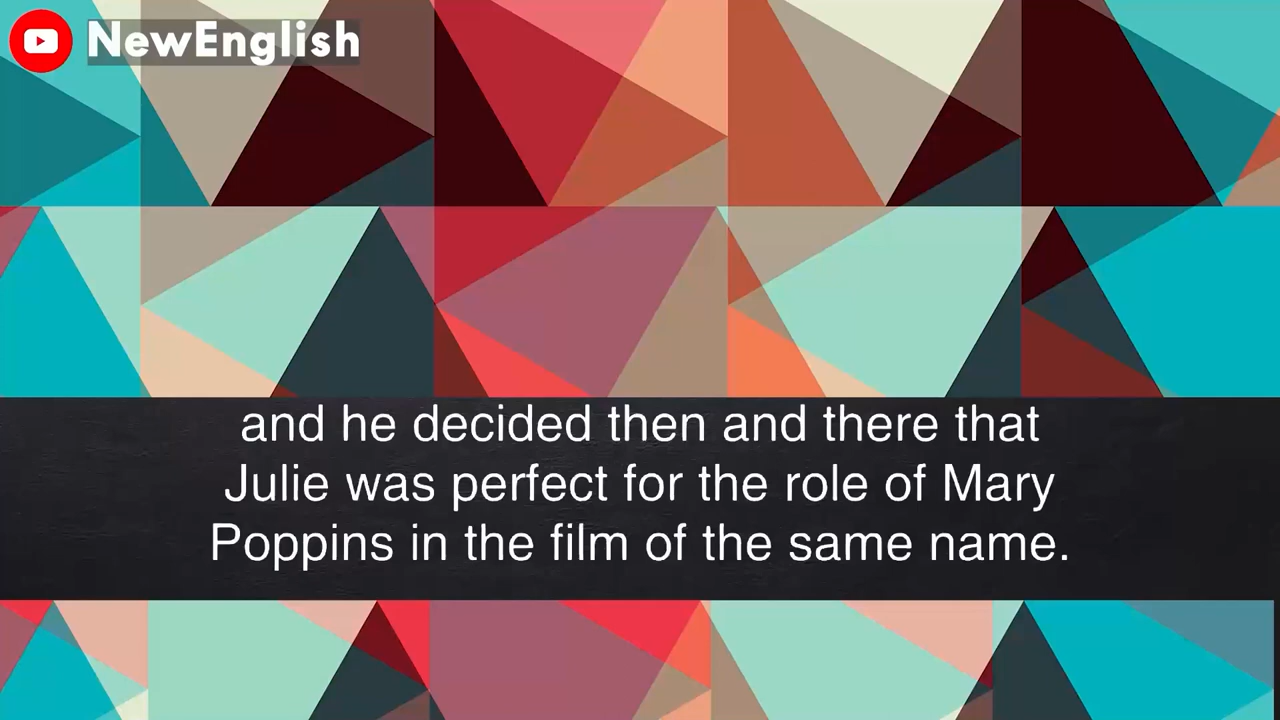 NewEnglish
and he decided then and there that
Julie was perfect for the role of Mary
Poppins in the film of the same name.